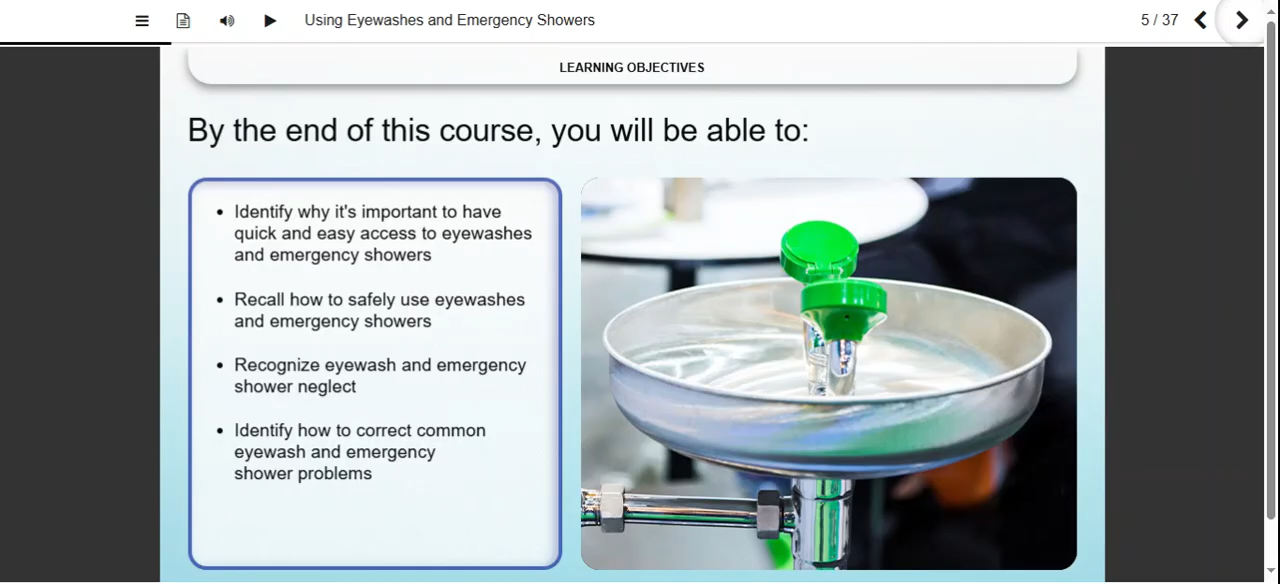 Using Eyewashes and Emergency Showers
5 / 37
LEARNING OBJECTIVES
By the end of this course, you will be able to:
• Identify why it's important to have
quick and easy access to eyewashes
and emergency showers
• Recall how to safely use eyewashes
and emergency showers
• Recognize eyewash and emergency
shower neglect
• Identify how to correct common
eyewash and emergency
shower problems